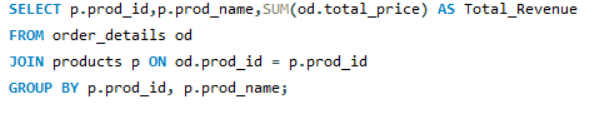 SELECT p.prod_id,p.prod_name,SUM(od.total_price) AS Total_Revenue
FROM order_details od
JOIN products p ON od.prod_id = p.prod_id
GROUP BY p.prod_id, p.prod_name;